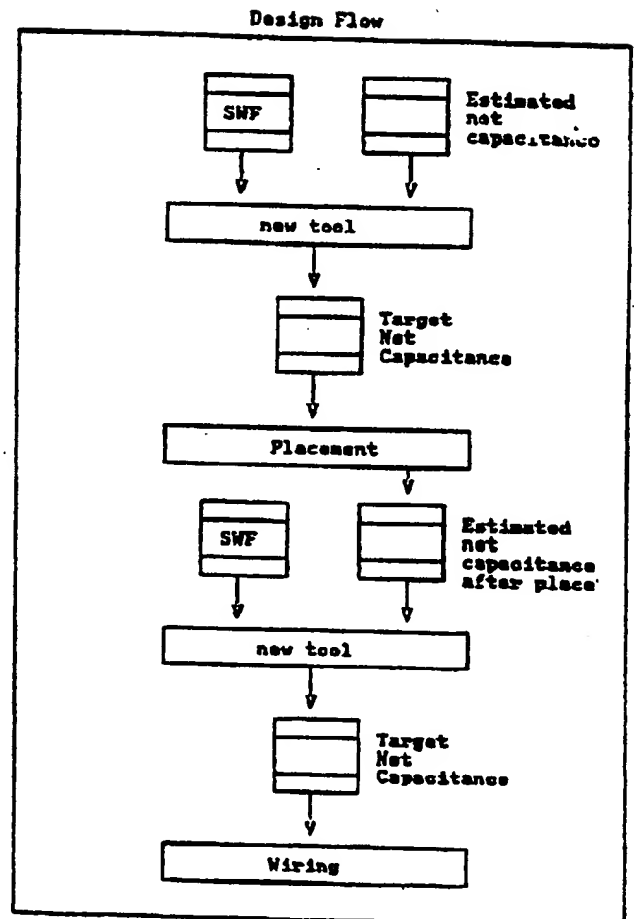 Design Flow
SWF
Estimated
net
capacitance
new tool
Target
Net
Capacitance
Placement
SWF
Estimated
net
capacitance
after place
new tool
Target
Net
Capacitance
Wiring